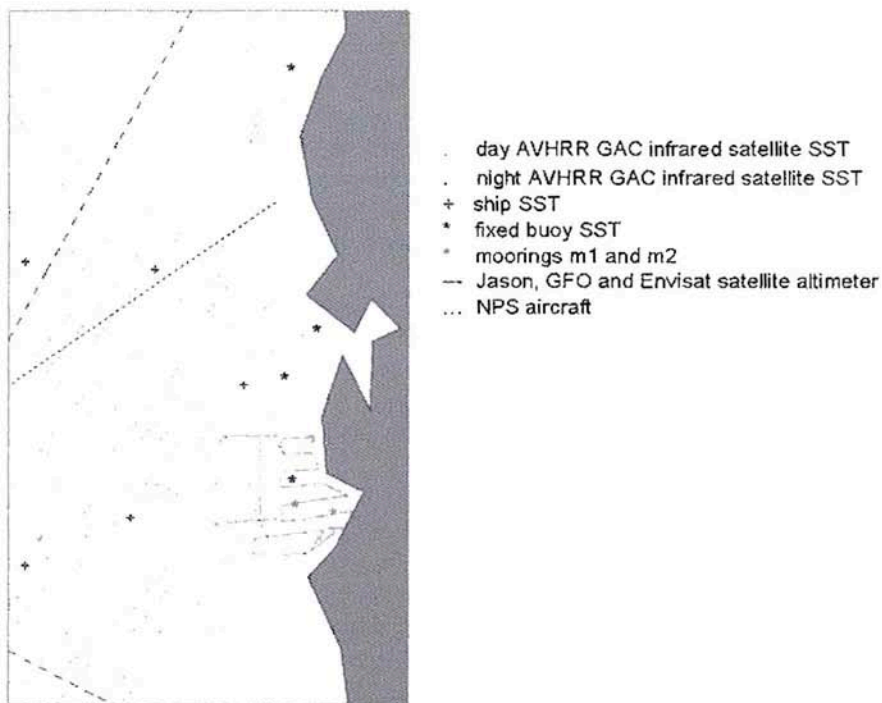 . day AVHRR GAC infrared satellite SST
. night AVHRR GAC infrared satellite SST
+ ship SST
* fixed buoy SST
* moorings m1 and m2
--- Jason, GFO and Envisat satellite altimeter
... NPS aircraft